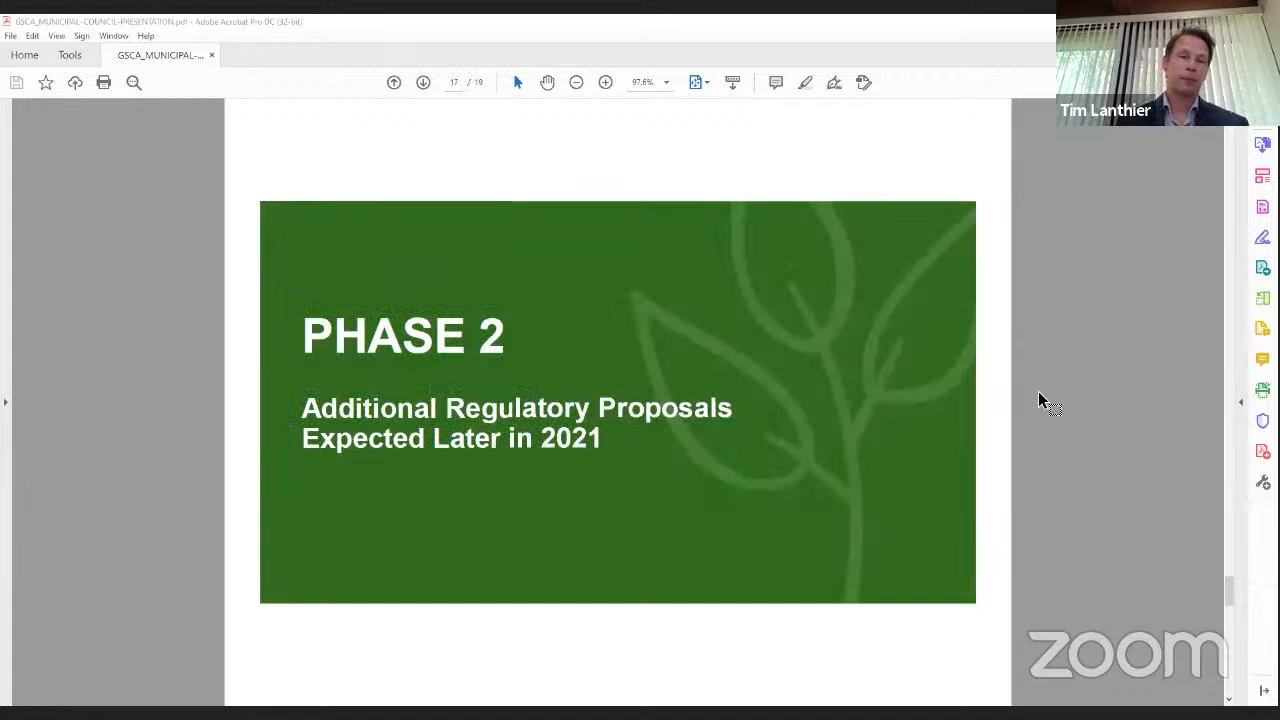 GSCA_MUNICIPAL-COUNCIL-PRESENTATION.pdf - Adobe Acrobat Pro DC (32-bit)
File Edit View Sign Window Help
Home Tools GSCA_MUNICIPAL-... ×
17 / 19 97.6%
Tim Lanthier
PHASE 2
Additional Regulatory Proposals
Expected Later in 2021
zoom